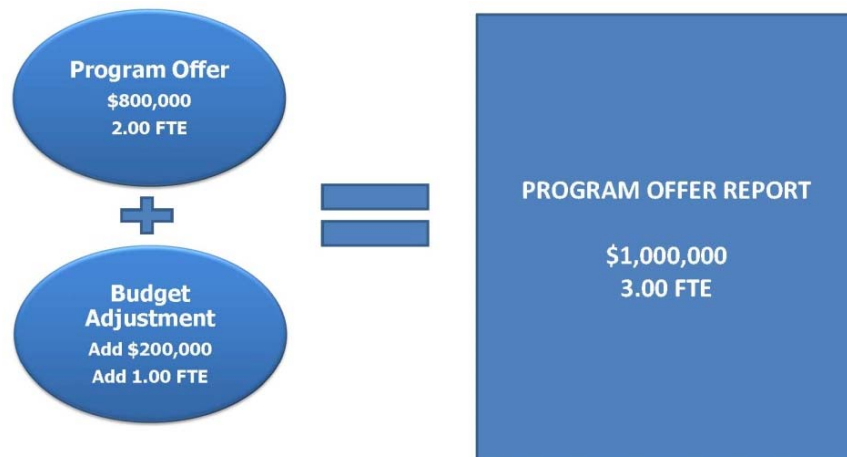 Program Offer
$800,000
2.00 FTE
Budget
Adjustment
Add $200,000
Add 1.00 FTE
PROGRAM OFFER REPORT
$1,000,000
3.00 FTE